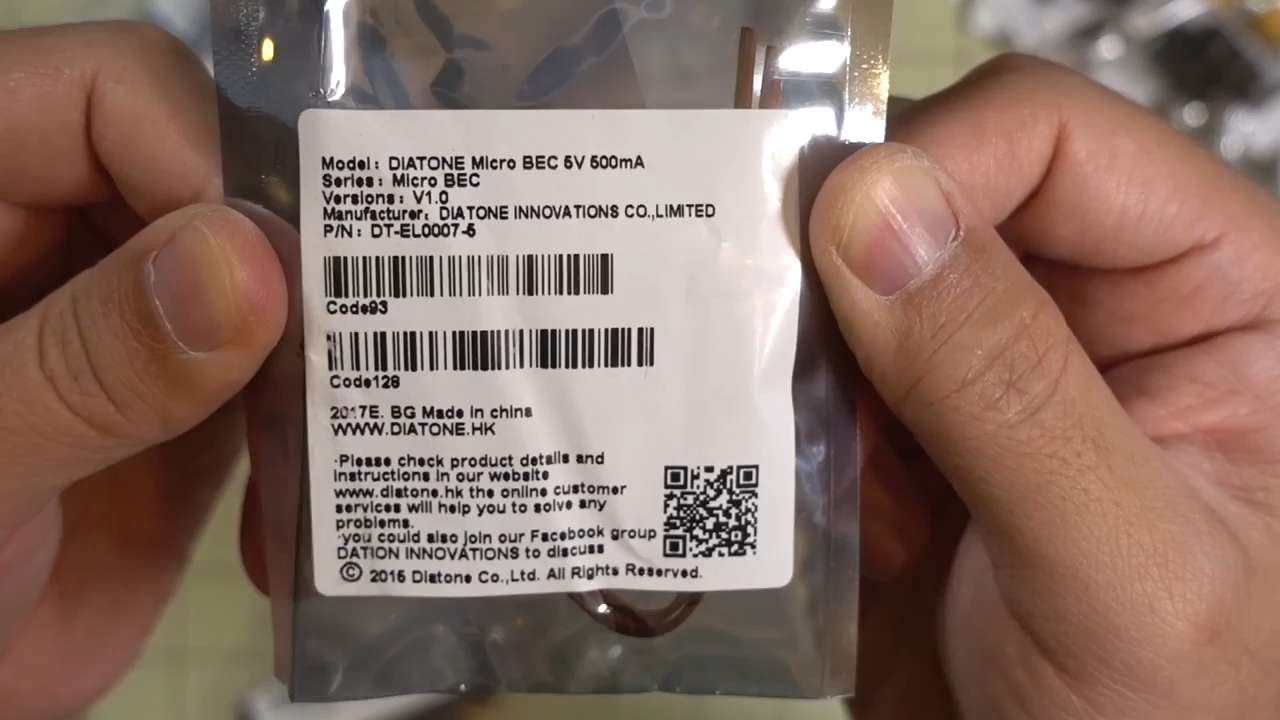 Model: DIATONE Micro BEC 5V 500mA
Series: Micro BEC
Versions: V1.0
Manufacturer: DIATONE INNOVATIONS CO.,LIMITED
P/N: DT-EL0007-5
Code93
Code128
2017E. BG Made in china
WWW.DIATONE.HK
·Please check product details and
instructions in our website
www.diatone.hk the online customer
services will help you to solve any
problems.
·you could also join our Facebook group
DATION INNOVATIONS to discuss
© 2015 Diatone Co.,Ltd. All Rights Reserved.